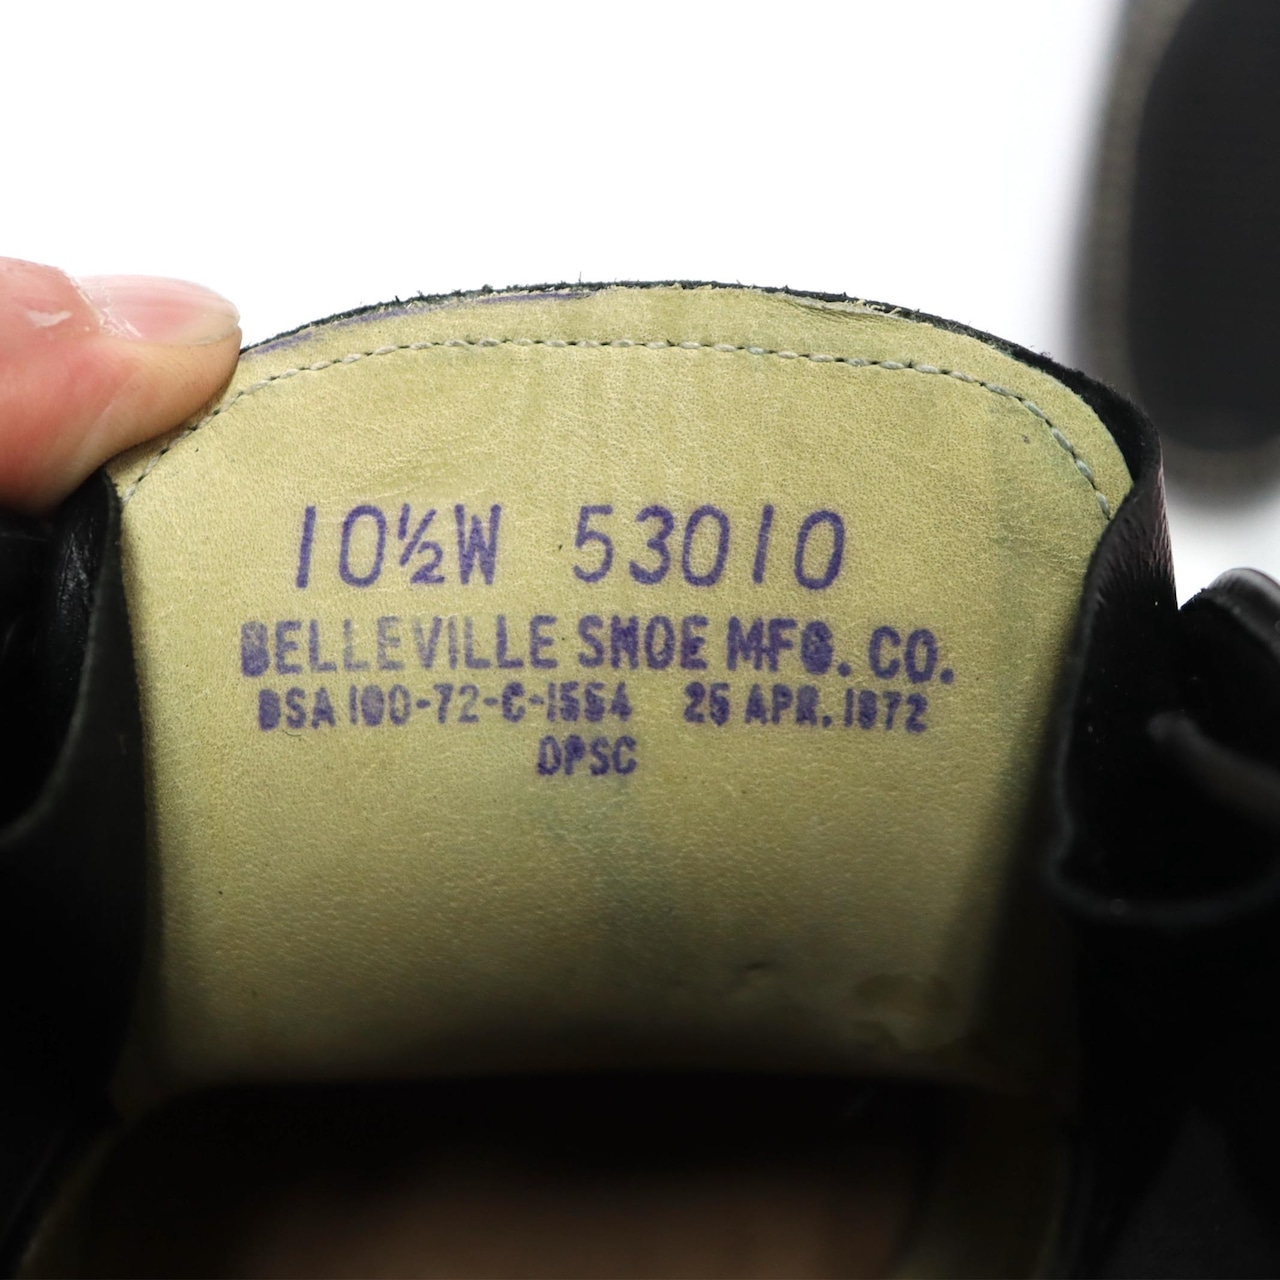 10½W 53010
BELLEVILLE SHOE MFG. CO.
DSA 100-72-C-1554 25 APR. 1972
DPSC